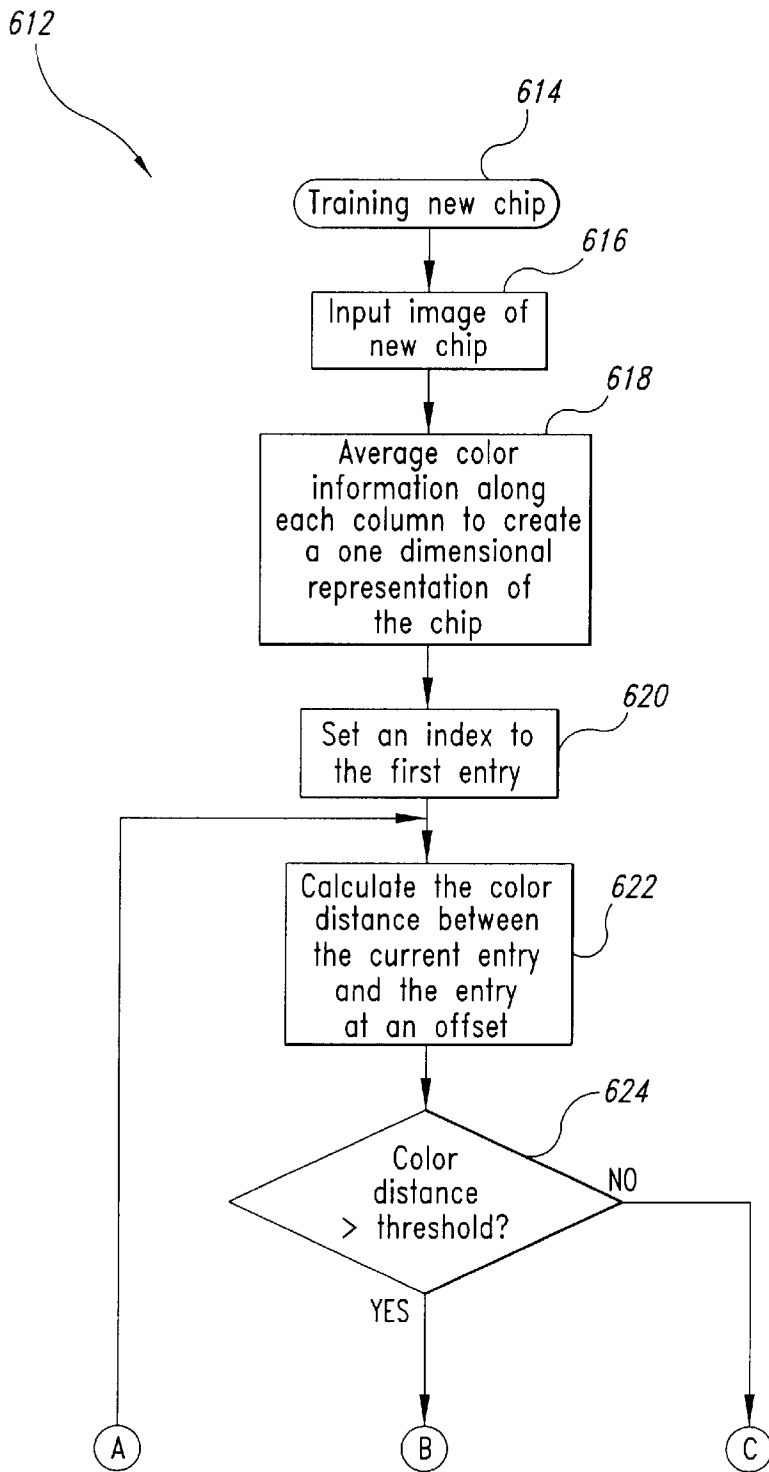 612
614
Training new chip
616
Input image of
new chip
618
Average color
information along
each column to create
a one dimensional
representation of
the chip
620
Set an index to
the first entry
622
Calculate the color
distance between
the current entry
and the entry
at an offset
624
Color
distance
> threshold?
NO
YES
A
B
C